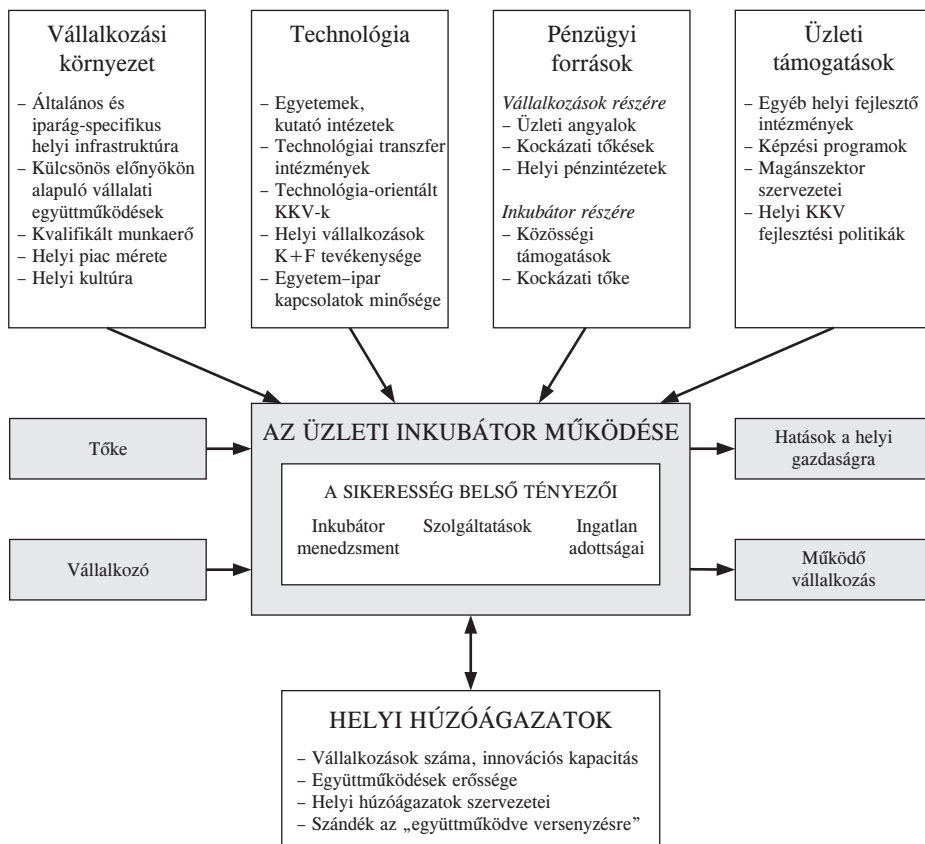 Vállalkozási
környezet
– Általános és
iparág-specifikus
helyi infrastruktúra
– Külcsönös előnyökön
alapuló vállalati
együttműködések
– Kvalifikált munkaerő
– Helyi piac mérete
– Helyi kultúra
Technológia
– Egyetemek,
kutató intézetek
– Technológiai transzfer
intézmények
– Technológia-orientált
KKV-k
– Helyi vállalkozások
K+F tevékenysége
– Egyetem–ipar
kapcsolatok minősége
Pénzügyi
források
Vállalkozások részére
– Üzleti angyalok
– Kockázati tőkések
– Helyi pénzintézetek
Inkubátor részére
– Közösségi
támogatások
– Kockázati tőke
Üzleti
támogatások
– Egyéb helyi fejlesztő
intézmények
– Képzési programok
– Magánszektor
szervezetei
– Helyi KKV
fejlesztési politikák
Tőke
Vállalkozó
AZ ÜZLETI INKUBÁTOR MŰKÖDÉSE
A SIKERESSÉG BELSŐ TÉNYEZŐI
Inkubátor
menedzsment
Szolgáltatások
Ingatlan
adottságai
Hatások a helyi
gazdaságra
Működő
vállalkozás
HELYI HÚZÓÁGAZATOK
– Vállalkozások száma, innovációs kapacitás
– Együttműködések erőssége
– Helyi húzóágazatok szervezetei
– Szándék az „együttműködve versenyzésre”